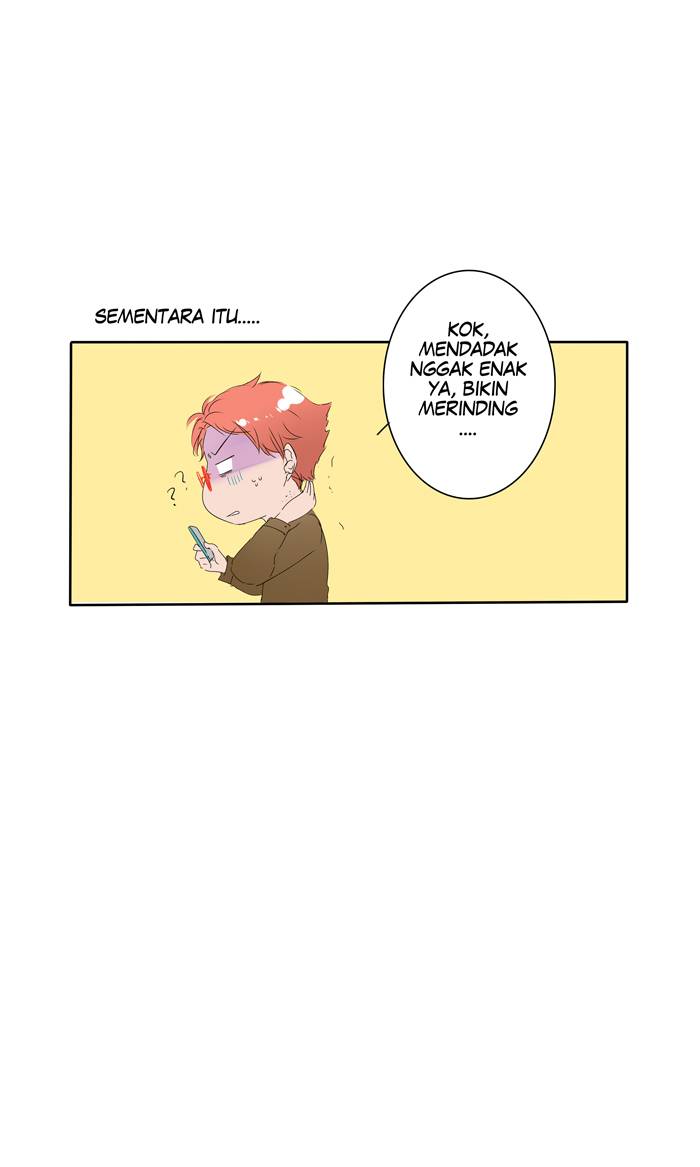 SEMENTARA ITU.....
KOK,
MENDADAK
NGGAK ENAK
YA, BIKIN
MERINDING
....
? ?